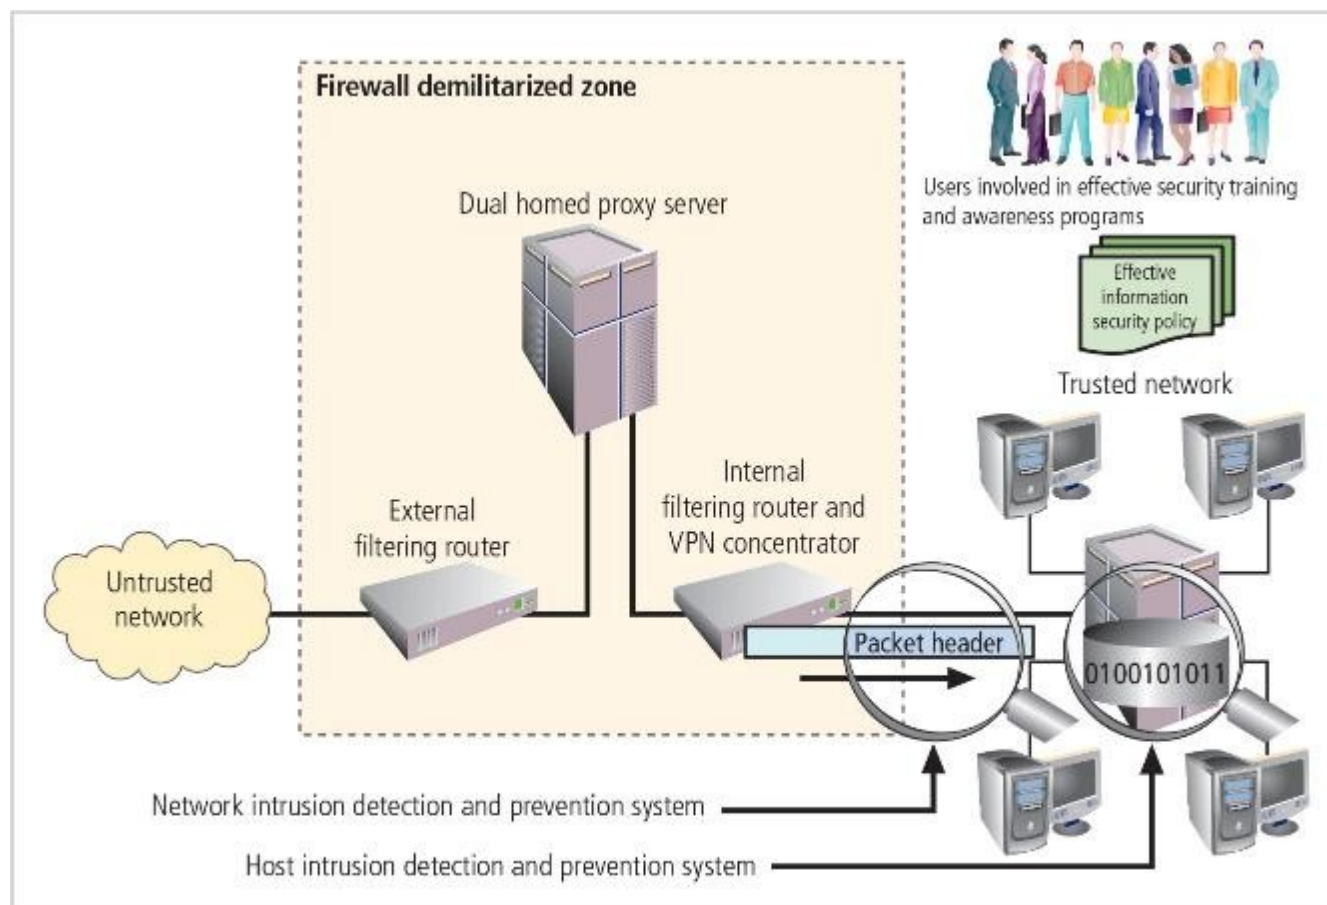 Firewall demilitarized zone
Dual homed proxy server
Users involved in effective security training
and awareness programs
Effective
information
security policy
Trusted network
Internal
filtering router and
VPN concentrator
External
filtering router
Untrusted
network
Packet header
0100101011
Network intrusion detection and prevention system
Host intrusion detection and prevention system